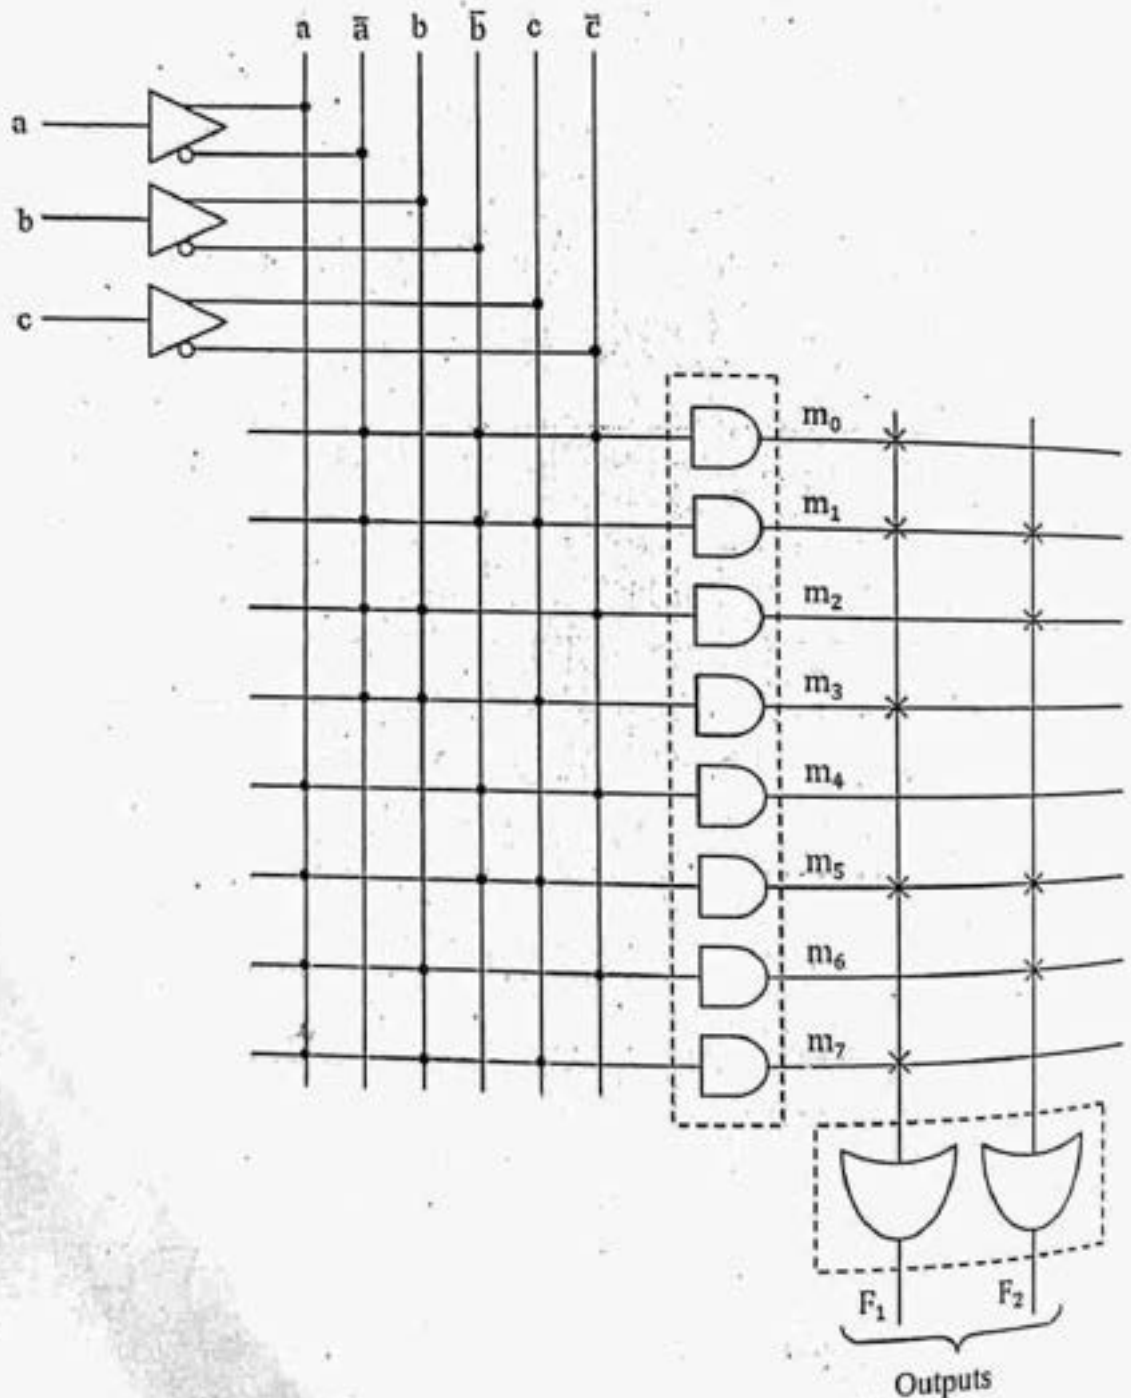 a ā b b̄ c c̄
a
b
c
m₀
m₁
m₂
m₃
m₄
m₅
m₆
m₇
F₁ F₂
Outputs